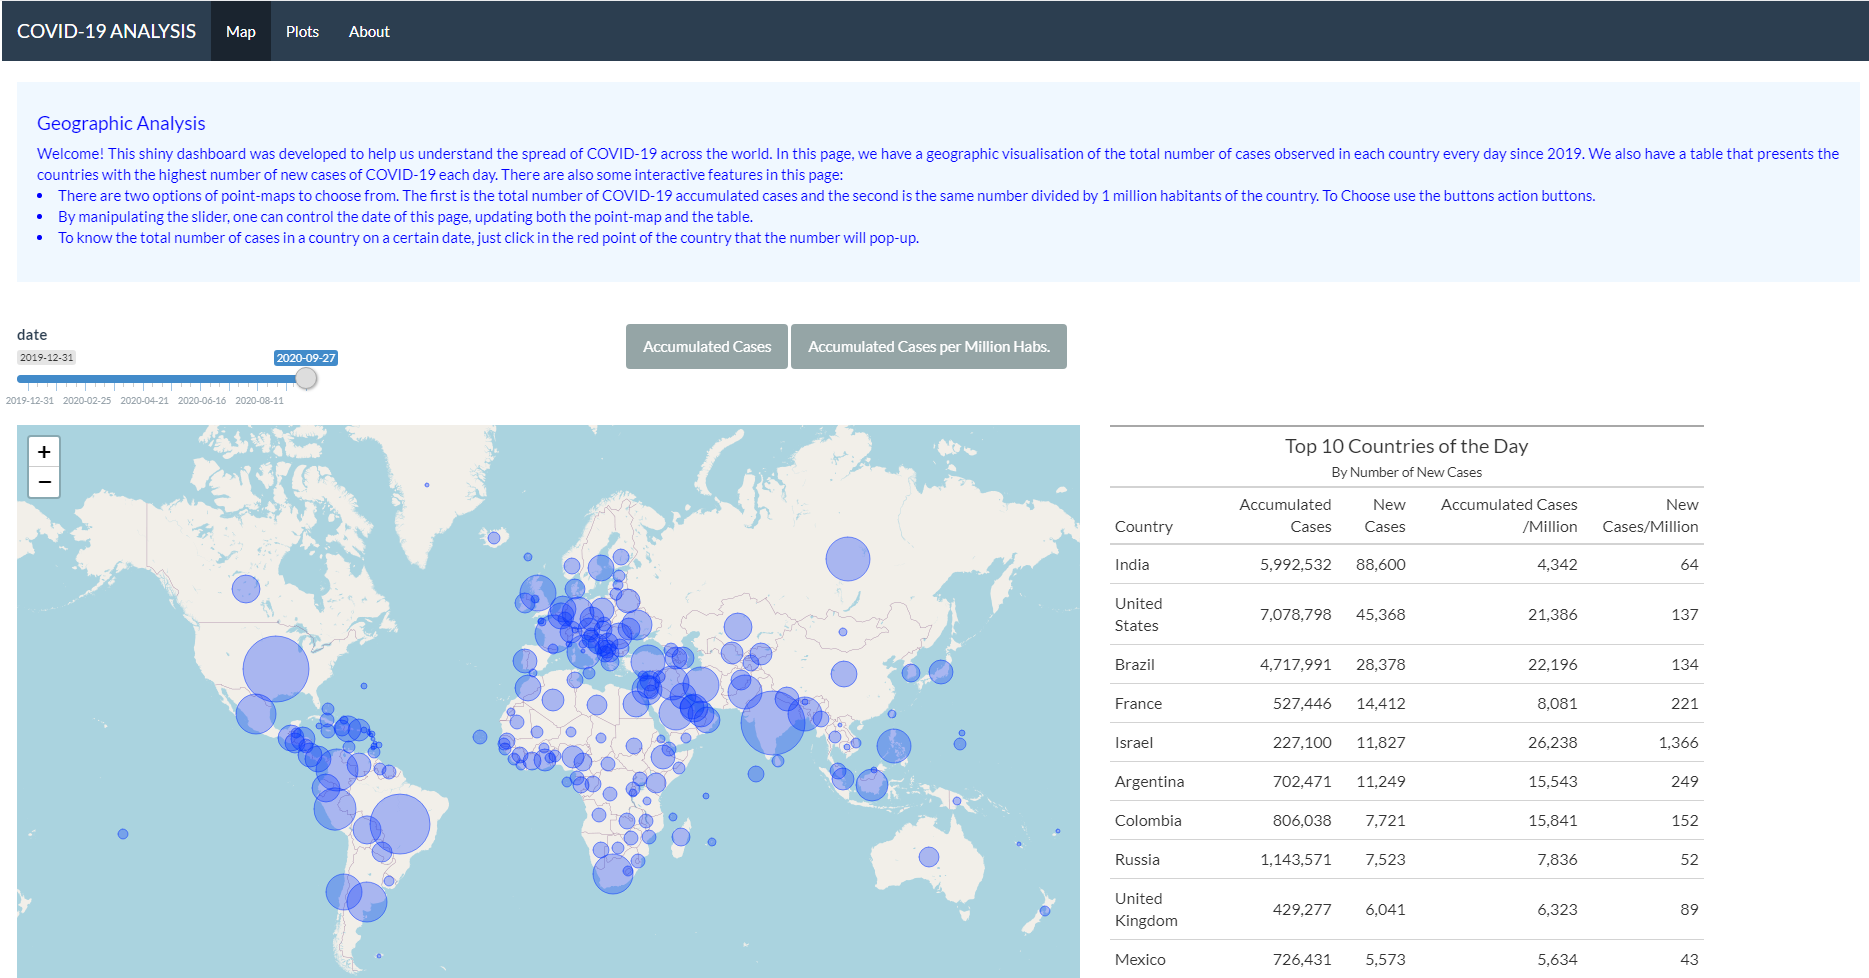 COVID-19 ANALYSIS Map Plots About
Geographic Analysis
Welcome! This shiny dashboard was developed to help us understand the spread of COVID-19 across the world. In this page, we have a geographic visualisation of the total number of cases observed in each country every day since 2019. We also have a table that presents the
countries with the highest number of new cases of COVID-19 each day. There are also some interactive features in this page:
• There are two options of point-maps to choose from. The first is the total number of COVID-19 accumulated cases and the second is the same number divided by 1 million habitants of the country. To Choose use the buttons action buttons.
• By manipulating the slider, one can control the date of this page, updating both the point-map and the table.
• To know the total number of cases in a country on a certain date, just click in the red point of the country that the number will pop-up.
date
2019-12-31 2020-09-27
2019-12-31 2020-02-25 2020-04-21 2020-06-16 2020-08-11
Accumulated Cases Accumulated Cases per Million Habs.
+
−
Top 10 Countries of the Day
By Number of New Cases
Accumulated New Accumulated Cases New
Country Cases Cases /Million Cases/Million
India 5,992,532 88,600 4,342 64
United
States 7,078,798 45,368 21,386 137
Brazil 4,717,991 28,378 22,196 134
France 527,446 14,412 8,081 221
Israel 227,100 11,827 26,238 1,366
Argentina 702,471 11,249 15,543 249
Colombia 806,038 7,721 15,841 152
Russia 1,143,571 7,523 7,836 52
United
Kingdom 429,277 6,041 6,323 89
Mexico 726,431 5,573 5,634 43